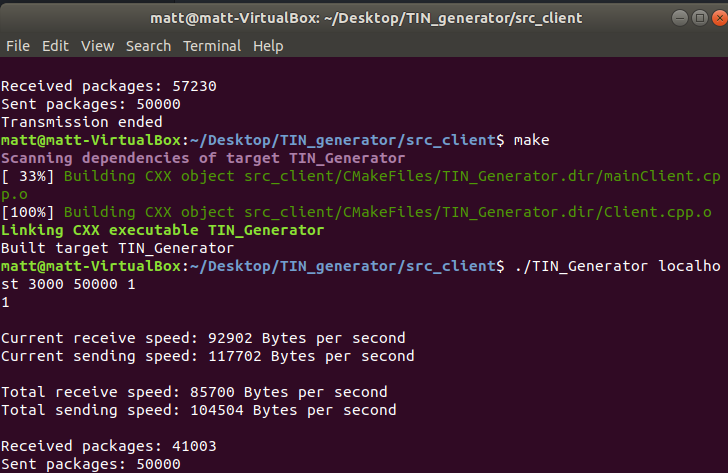 matt@matt-VirtualBox: ~/Desktop/TIN_generator/src_client
File Edit View Search Terminal Help
Received packages: 57230
Sent packages: 50000
Transmission ended
matt@matt-VirtualBox:~/Desktop/TIN_generator/src_client$ make
Scanning dependencies of target TIN_Generator
[ 33%] Building CXX object src_client/CMakeFiles/TIN_Generator.dir/mainClient.cp
p.o
[100%] Building CXX object src_client/CMakeFiles/TIN_Generator.dir/Client.cpp.o
Linking CXX executable TIN_Generator
Built target TIN_Generator
matt@matt-VirtualBox:~/Desktop/TIN_generator/src_client$ ./TIN_Generator localho
st 3000 50000 1
1
Current receive speed: 92902 Bytes per second
Current sending speed: 117702 Bytes per second
Total receive speed: 85700 Bytes per second
Total sending speed: 104504 Bytes per second
Received packages: 41003
Sent packages: 50000